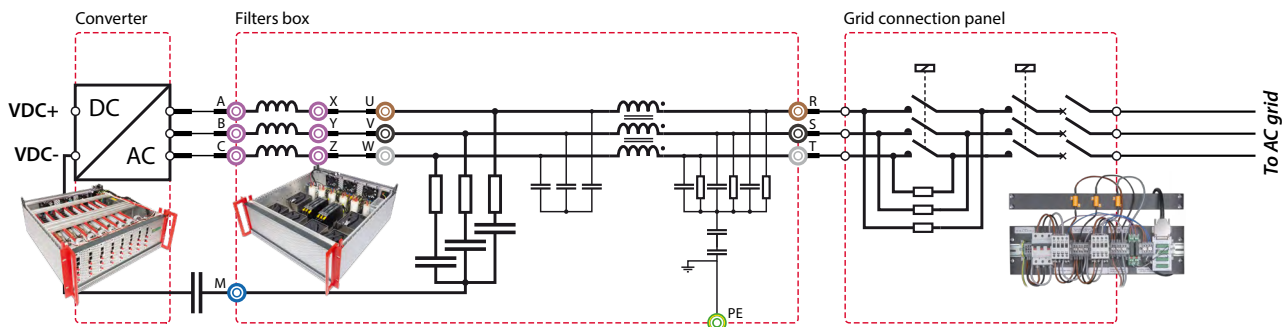 Converter
Filters box
Grid connection panel
VDC+
DC
A
X
U
R
B
Y
V
S
VDC-
AC
C
Z
W
T
To AC grid
M
PE